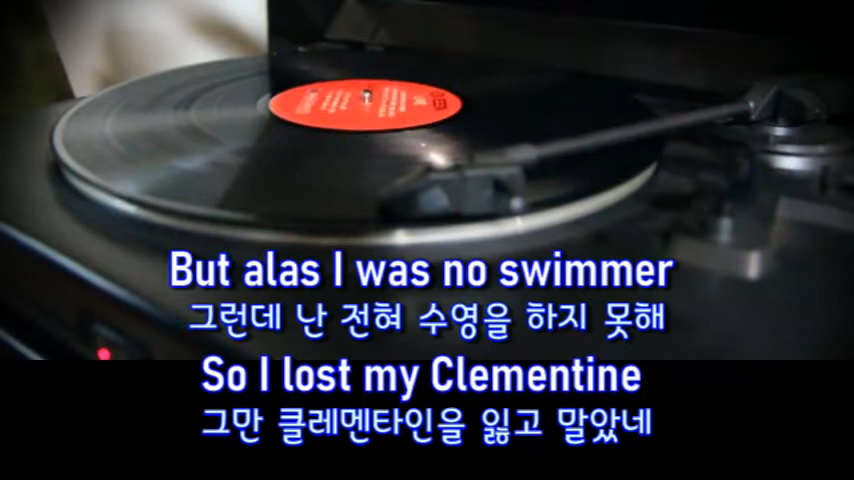 But alas I was no swimmer
그런데 난 전혀 수영을 하지 못해
So I lost my Clementine
그만 클레멘타인을 잃고 말았네